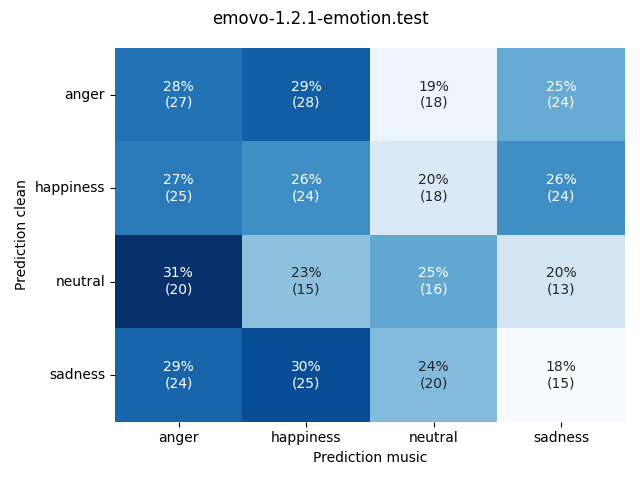 emovo-1.2.1-emotion.test
Prediction clean
anger
28% 29% 19% 25%
(27) (28) (18) (24)
happiness
27% 26% 20% 26%
(25) (24) (18) (24)
neutral
31% 23% 25% 20%
(20) (15) (16) (13)
sadness
29% 30% 24% 18%
(24) (25) (20) (15)
anger happiness neutral sadness
Prediction music